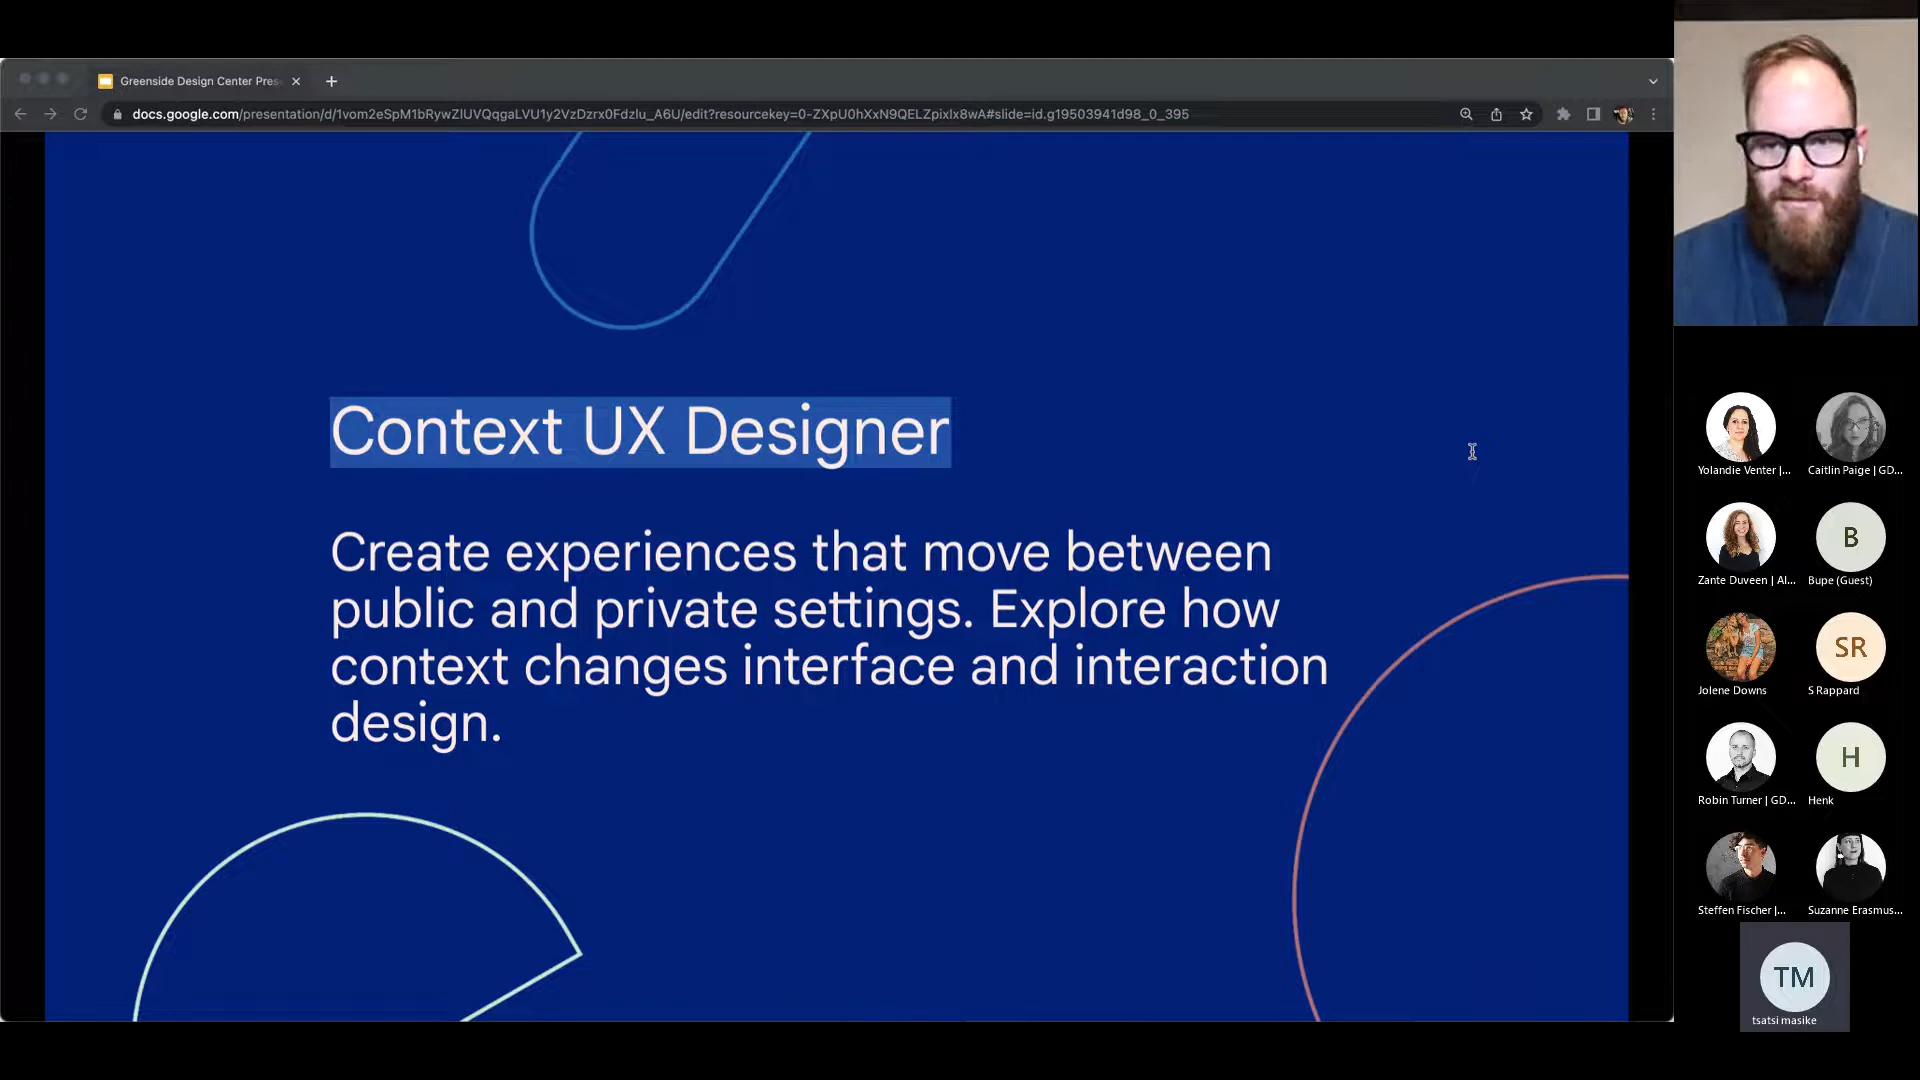 Greenside Design Center Pres
docs.google.com/presentation/d/1vom2eSpM1bRywZIUVQqgaLVU1y2VzDzrx0Fdzlu_A6U/edit?resourcekey=0-ZXpU0hXxN9QELZpixlx8wA#slide=id.g19503941d98_0_395
Context UX Designer
Create experiences that move between
public and private settings. Explore how
context changes interface and interaction
design.
Yolandie Venter |...
Caitlin Paige | GD...
Zante Duveen | Al...
B
Bupe (Guest)
Jolene Downs
SR
S Rappard
Robin Turner | GD...
H
Henk
Steffen Fischer |...
Suzanne Erasmus...
TM
tsatsi masike